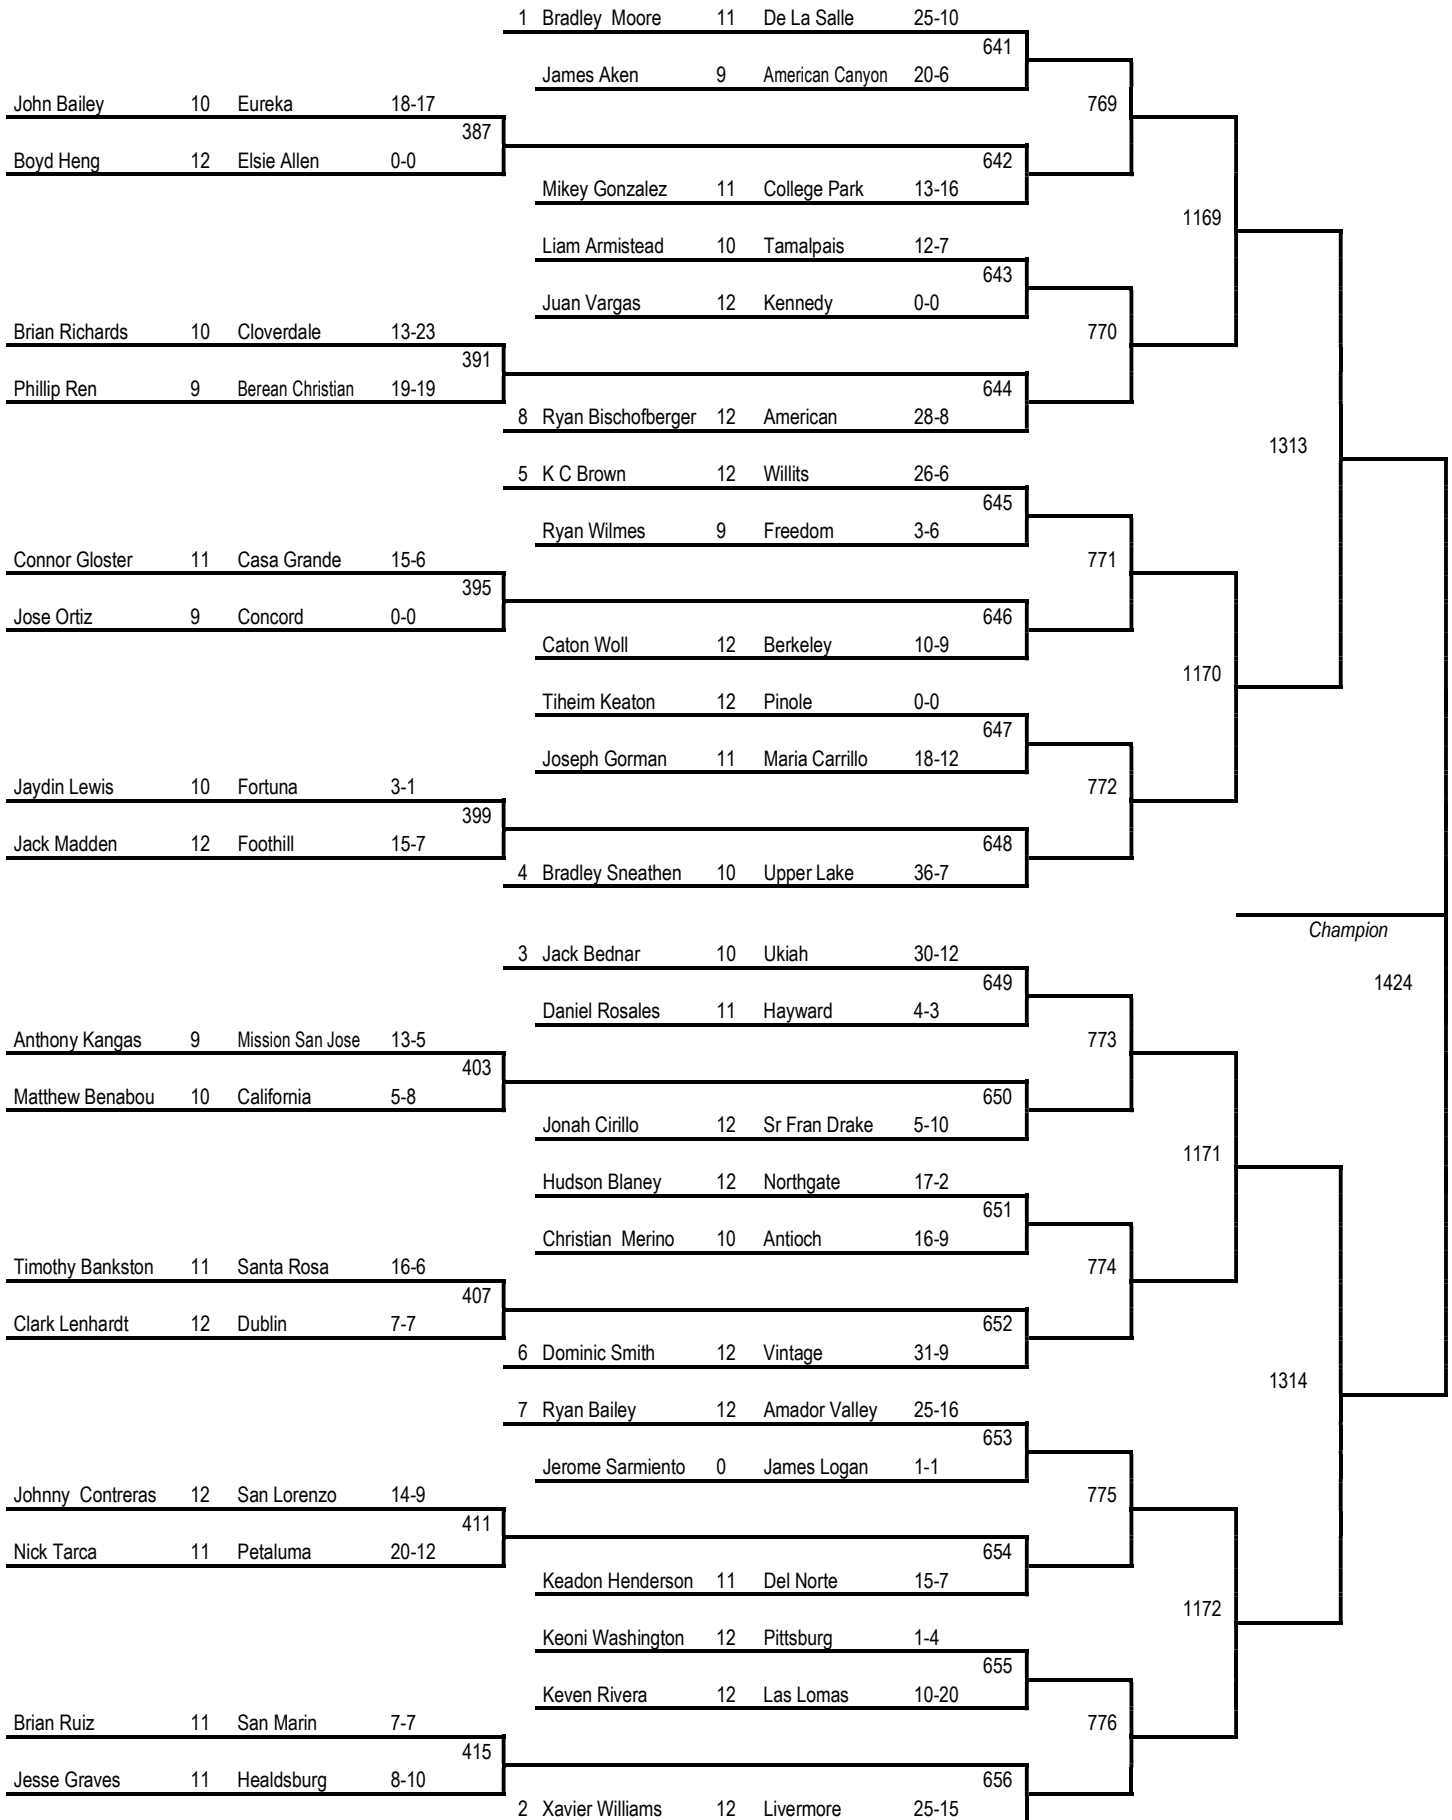 1 Bradley Moore 11 De La Salle 25-10
641
James Aken 9 American Canyon 20-6
John Bailey 10 Eureka 18-17 769
387
Boyd Heng 12 Elsie Allen 0-0 642
Mikey Gonzalez 11 College Park 13-16
1169
Liam Armistead 10 Tamalpais 12-7
643
Juan Vargas 12 Kennedy 0-0
Brian Richards 10 Cloverdale 13-23 770
391
Phillip Ren 9 Berean Christian 19-19 644
8 Ryan Bischofberger 12 American 28-8
1313
5 K C Brown 12 Willits 26-6
645
Ryan Wilmes 9 Freedom 3-6
Connor Gloster 11 Casa Grande 15-6 771
395
Jose Ortiz 9 Concord 0-0 646
Caton Woll 12 Berkeley 10-9
1170
Tiheim Keaton 12 Pinole 0-0
647
Joseph Gorman 11 Maria Carrillo 18-12
Jaydin Lewis 10 Fortuna 3-1 772
399
Jack Madden 12 Foothill 15-7 648
4 Bradley Sneathen 10 Upper Lake 36-7
Champion
3 Jack Bednar 10 Ukiah 30-12
649 1424
Daniel Rosales 11 Hayward 4-3
Anthony Kangas 9 Mission San Jose 13-5 773
403
Matthew Benabou 10 California 5-8 650
Jonah Cirillo 12 Sr Fran Drake 5-10
1171
Hudson Blaney 12 Northgate 17-2
651
Christian Merino 10 Antioch 16-9
Timothy Bankston 11 Santa Rosa 16-6 774
407
Clark Lenhardt 12 Dublin 7-7 652
6 Dominic Smith 12 Vintage 31-9
1314
7 Ryan Bailey 12 Amador Valley 25-16
653
Jerome Sarmiento 0 James Logan 1-1
Johnny Contreras 12 San Lorenzo 14-9 775
411
Nick Tarca 11 Petaluma 20-12 654
Keadon Henderson 11 Del Norte 15-7
1172
Keoni Washington 12 Pittsburg 1-4
655
Keven Rivera 12 Las Lomas 10-20
Brian Ruiz 11 San Marin 7-7 776
415
Jesse Graves 11 Healdsburg 8-10 656
2 Xavier Williams 12 Livermore 25-15